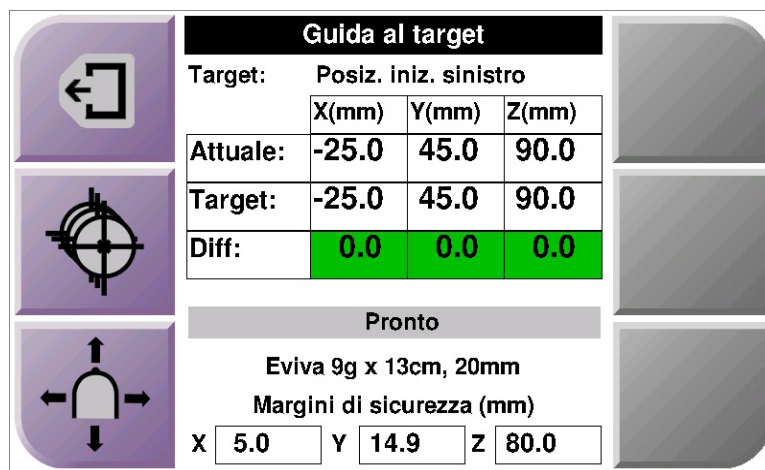 Guida al target
Target: Posiz. iniz. sinistro
X(mm) Y(mm) Z(mm)
Attuale: -25.0 45.0 90.0
Target: -25.0 45.0 90.0
Diff: 0.0 0.0 0.0
Pronto
Eviva 9g x 13cm, 20mm
Margini di sicurezza (mm)
X 5.0 Y 14.9 Z 80.0